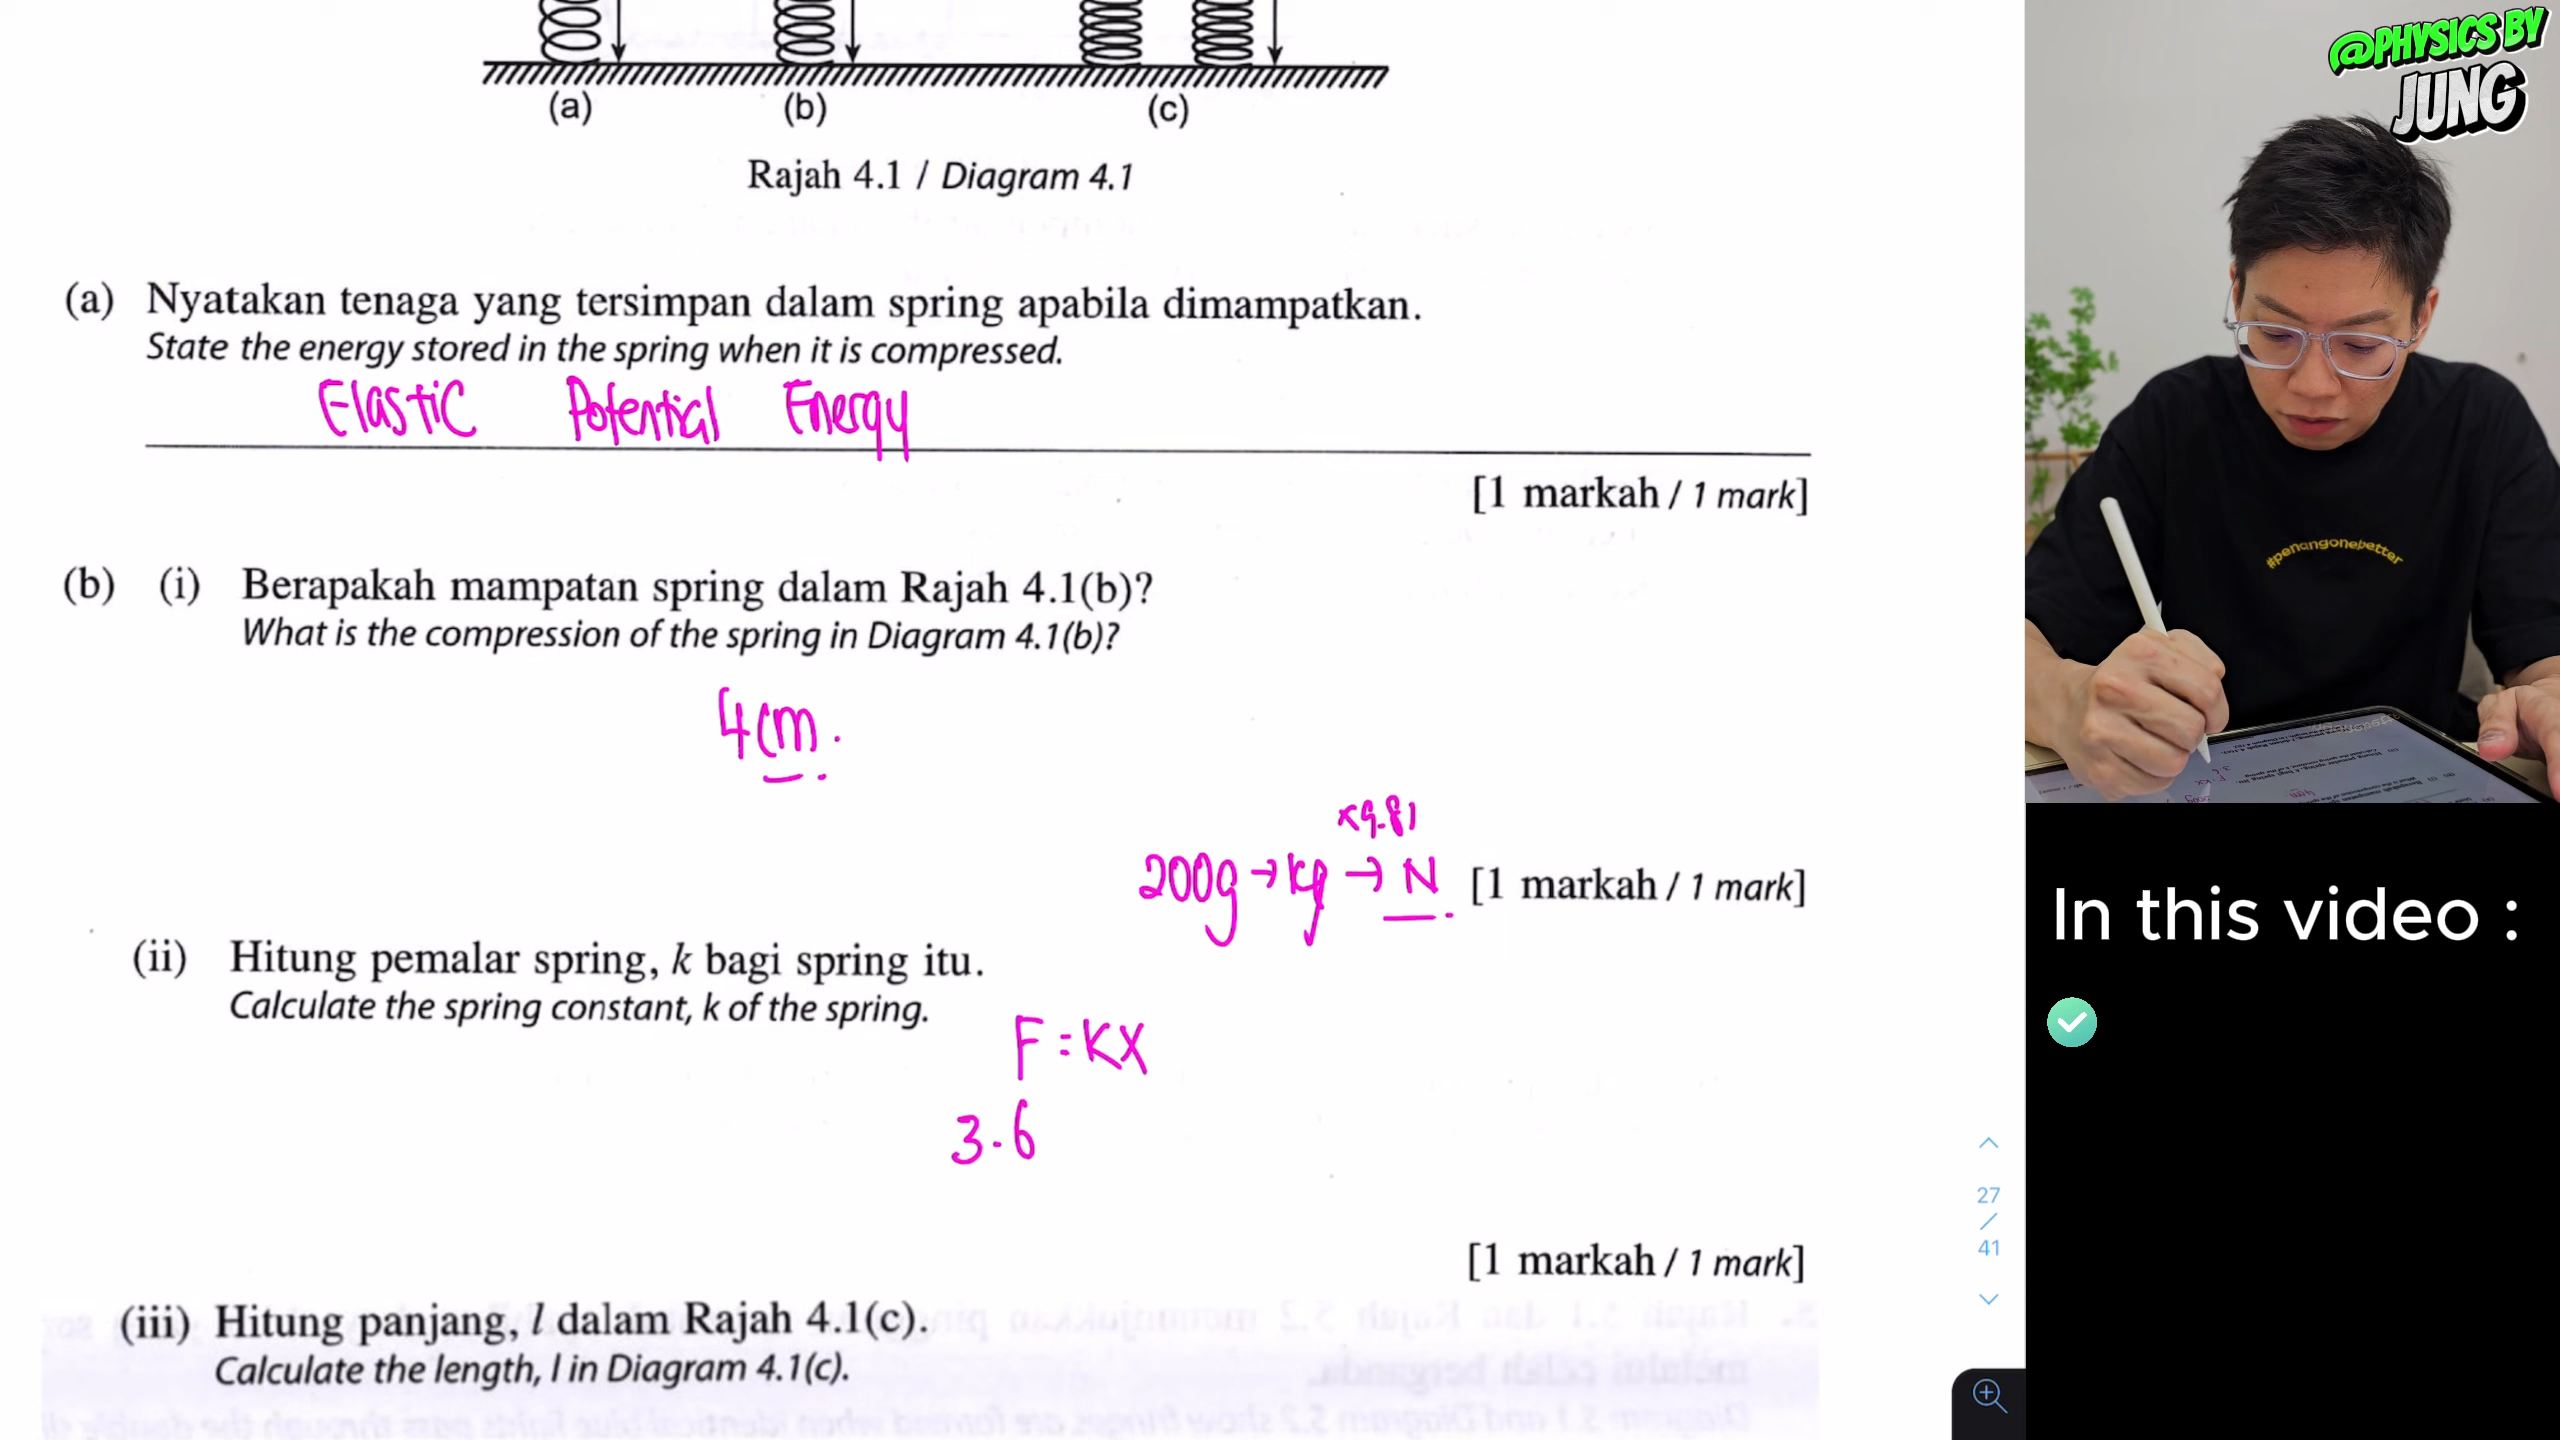 @PHYSICS BY
JUNG
(a) (b) (c)
Rajah 4.1 / Diagram 4.1
(a) Nyatakan tenaga yang tersimpan dalam spring apabila dimampatkan.
State the energy stored in the spring when it is compressed.
Elastic Potential Energy
[1 markah / 1 mark]
(b) (i) Berapakah mampatan spring dalam Rajah 4.1(b)?
What is the compression of the spring in Diagram 4.1(b)?
4cm.
x9.81
200g → kg → N [1 markah / 1 mark]
(ii) Hitung pemalar spring, k bagi spring itu.
Calculate the spring constant, k of the spring.
F = KX
3.6
[1 markah / 1 mark]
(iii) Hitung panjang, l dalam Rajah 4.1(c).
Calculate the length, l in Diagram 4.1(c).
#penangonebetter
In this video :
27
/
41